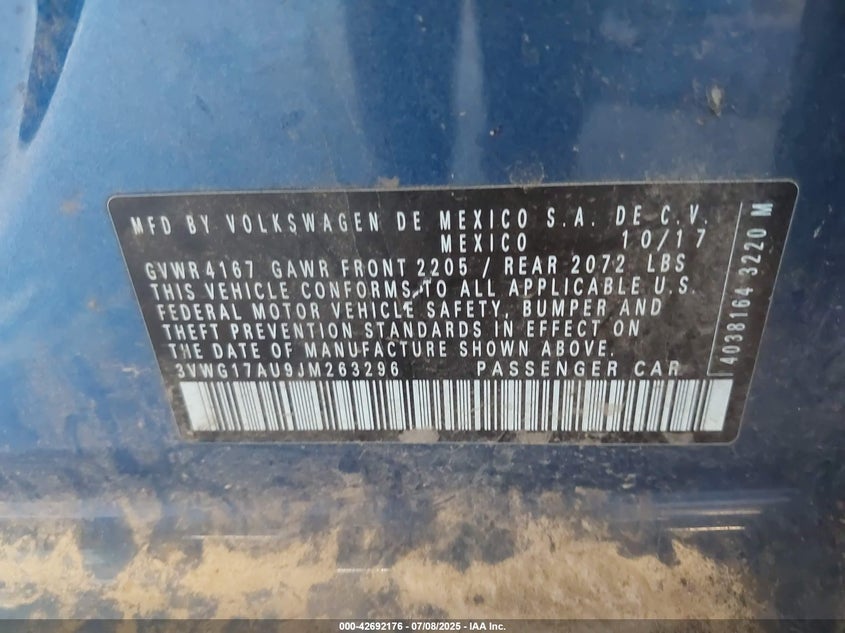 MFD BY VOLKSWAGEN DE MEXICO S.A. DE C.V.
MEXICO 10/17
GVWR 4167 GAWR FRONT 2205 / REAR 2072 LBS
THIS VEHICLE CONFORMS TO ALL APPLICABLE U.S.
FEDERAL MOTOR VEHICLE SAFETY, BUMPER AND
THEFT PREVENTION STANDARDS IN EFFECT ON
THE DATE OF MANUFACTURE SHOWN ABOVE.
3VWG17AU9JM263296 PASSENGER CAR
4038164 3220 M
000-42692176 - 07/08/2025 - IAA Inc.